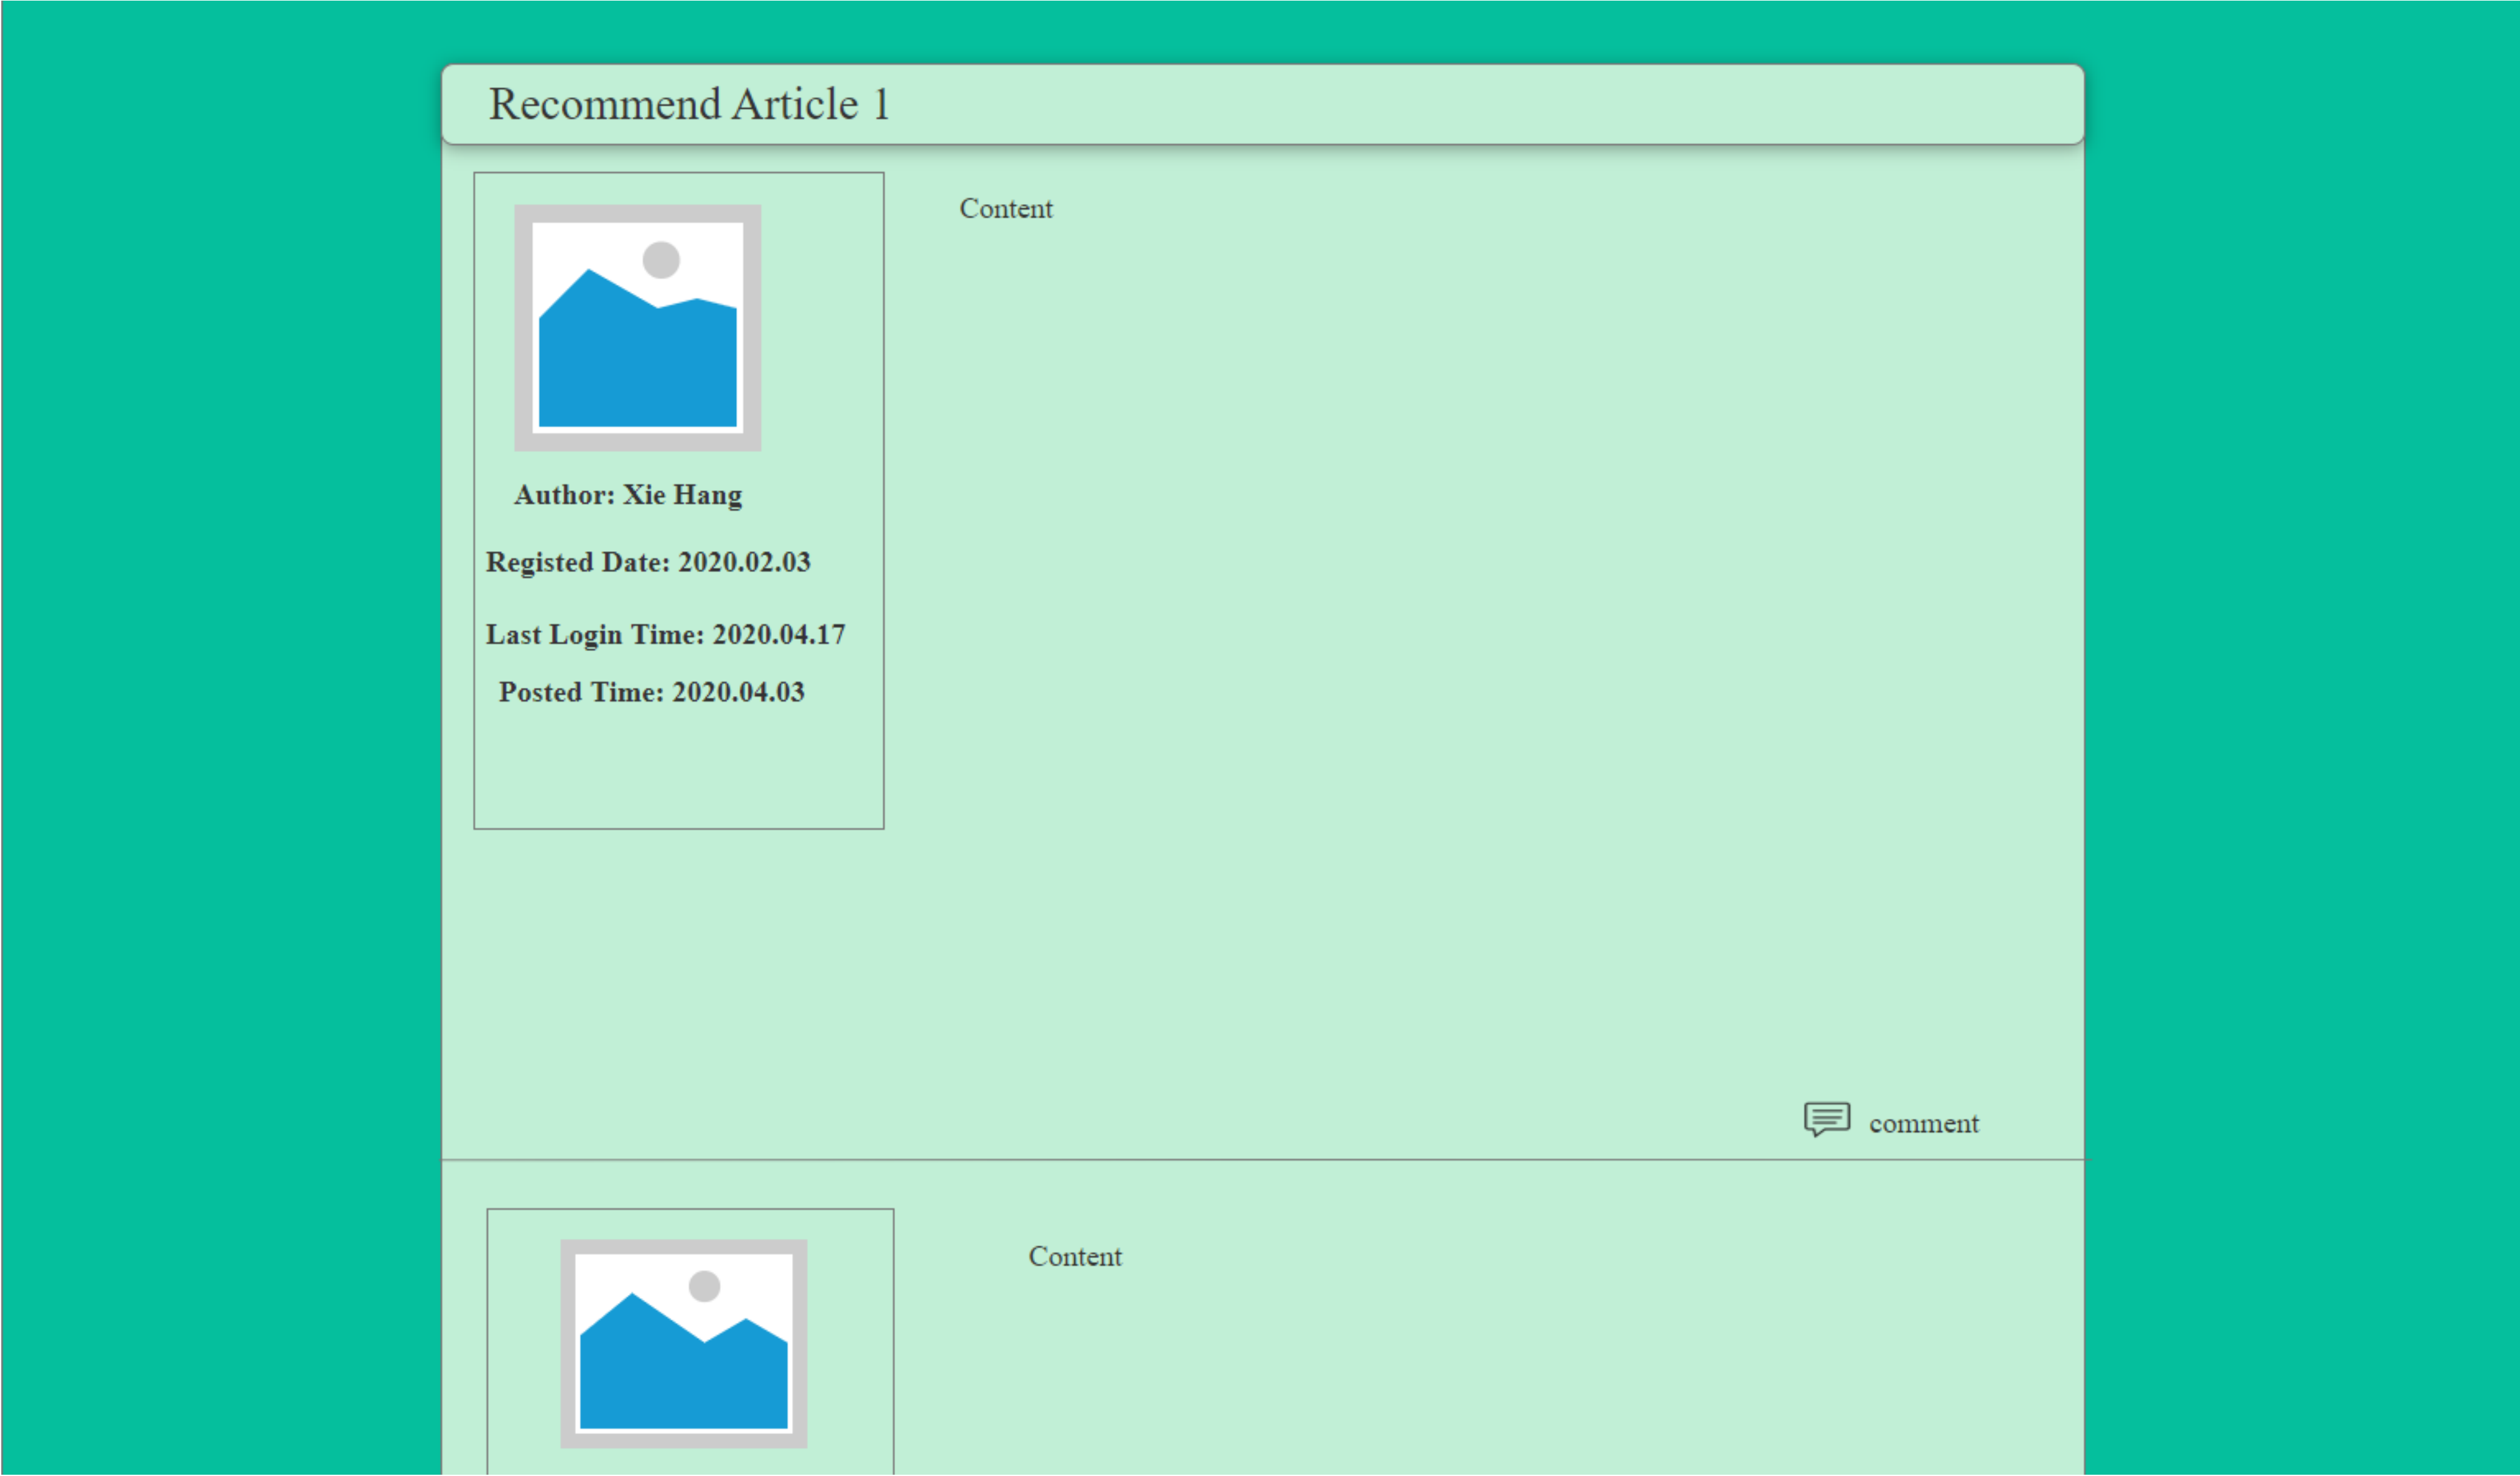 Recommend Article 1
Content
Author: Xie Hang
Registed Date: 2020.02.03
Last Login Time: 2020.04.17
Posted Time: 2020.04.03
comment
Content